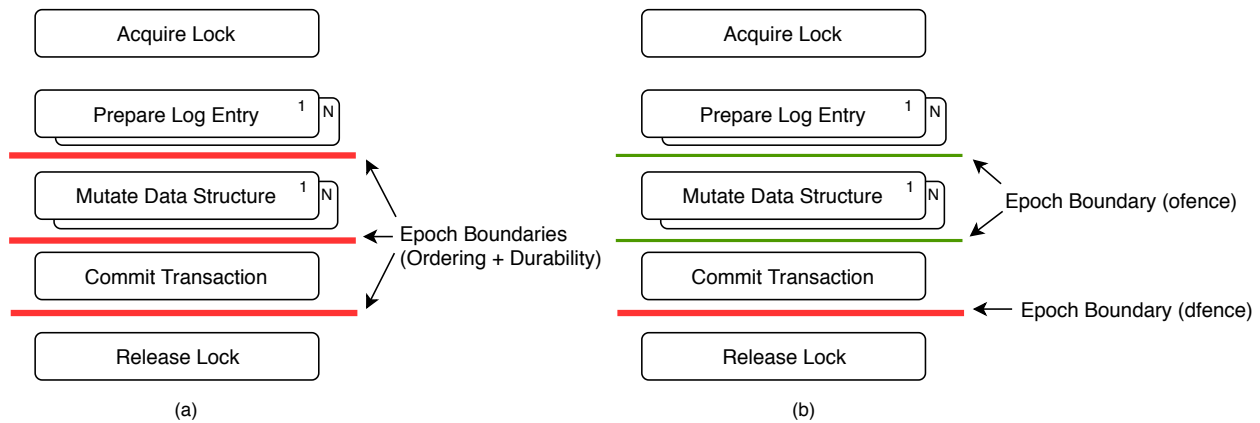 Acquire Lock
Prepare Log Entry
1
N
Mutate Data Structure
1
N
Epoch Boundaries
(Ordering + Durability)
Commit Transaction
Release Lock
(a)
Acquire Lock
Prepare Log Entry
1
N
Mutate Data Structure
1
N
Epoch Boundary (ofence)
Commit Transaction
Epoch Boundary (dfence)
Release Lock
(b)